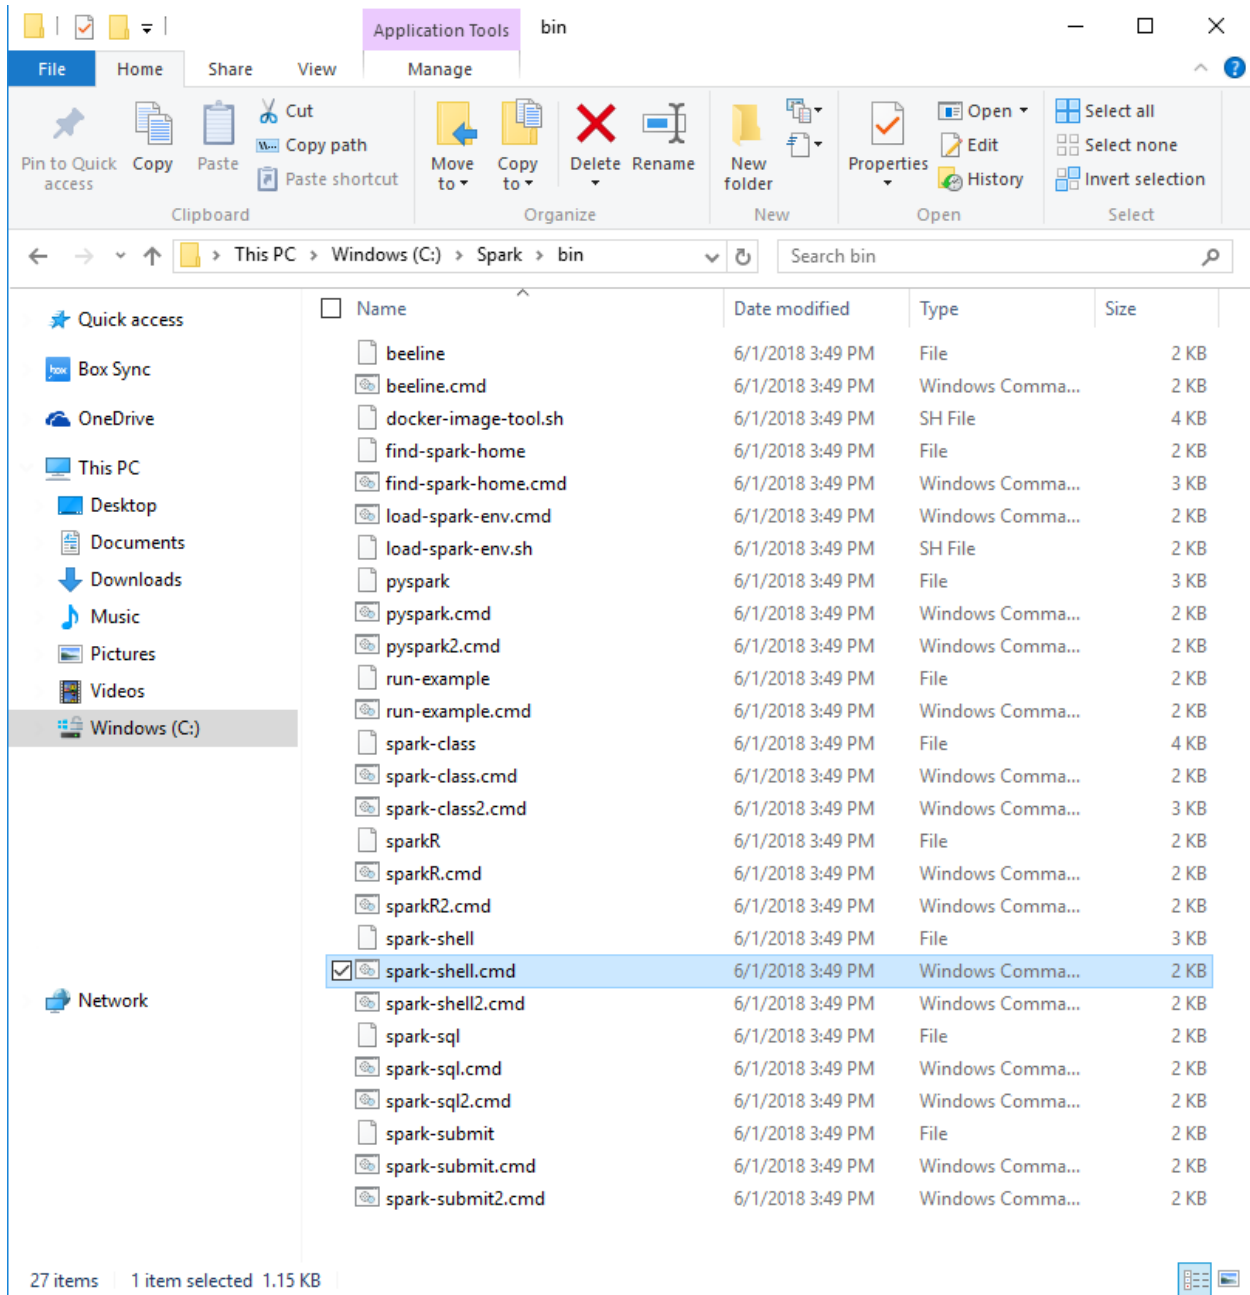 Application Tools bin
File Home Share View Manage
Pin to Quick access
Copy
Paste
Cut
Copy path
Paste shortcut
Clipboard
Move to
Copy to
Delete
Rename
Organize
New folder
New
Properties
Open
Edit
History
Open
Select all
Select none
Invert selection
Select
This PC > Windows (C:) > Spark > bin
Search bin
Quick access
Box Sync
OneDrive
This PC
Desktop
Documents
Downloads
Music
Pictures
Videos
Windows (C:)
Network
Name Date modified Type Size
beeline 6/1/2018 3:49 PM File 2 KB
beeline.cmd 6/1/2018 3:49 PM Windows Comma... 2 KB
docker-image-tool.sh 6/1/2018 3:49 PM SH File 4 KB
find-spark-home 6/1/2018 3:49 PM File 2 KB
find-spark-home.cmd 6/1/2018 3:49 PM Windows Comma... 3 KB
load-spark-env.cmd 6/1/2018 3:49 PM Windows Comma... 2 KB
load-spark-env.sh 6/1/2018 3:49 PM SH File 2 KB
pyspark 6/1/2018 3:49 PM File 3 KB
pyspark.cmd 6/1/2018 3:49 PM Windows Comma... 2 KB
pyspark2.cmd 6/1/2018 3:49 PM Windows Comma... 2 KB
run-example 6/1/2018 3:49 PM File 2 KB
run-example.cmd 6/1/2018 3:49 PM Windows Comma... 2 KB
spark-class 6/1/2018 3:49 PM File 4 KB
spark-class.cmd 6/1/2018 3:49 PM Windows Comma... 2 KB
spark-class2.cmd 6/1/2018 3:49 PM Windows Comma... 3 KB
sparkR 6/1/2018 3:49 PM File 2 KB
sparkR.cmd 6/1/2018 3:49 PM Windows Comma... 2 KB
sparkR2.cmd 6/1/2018 3:49 PM Windows Comma... 2 KB
spark-shell 6/1/2018 3:49 PM File 3 KB
spark-shell.cmd 6/1/2018 3:49 PM Windows Comma... 2 KB
spark-shell2.cmd 6/1/2018 3:49 PM Windows Comma... 2 KB
spark-sql 6/1/2018 3:49 PM File 2 KB
spark-sql.cmd 6/1/2018 3:49 PM Windows Comma... 2 KB
spark-sql2.cmd 6/1/2018 3:49 PM Windows Comma... 2 KB
spark-submit 6/1/2018 3:49 PM File 2 KB
spark-submit.cmd 6/1/2018 3:49 PM Windows Comma... 2 KB
spark-submit2.cmd 6/1/2018 3:49 PM Windows Comma... 2 KB
27 items 1 item selected 1.15 KB